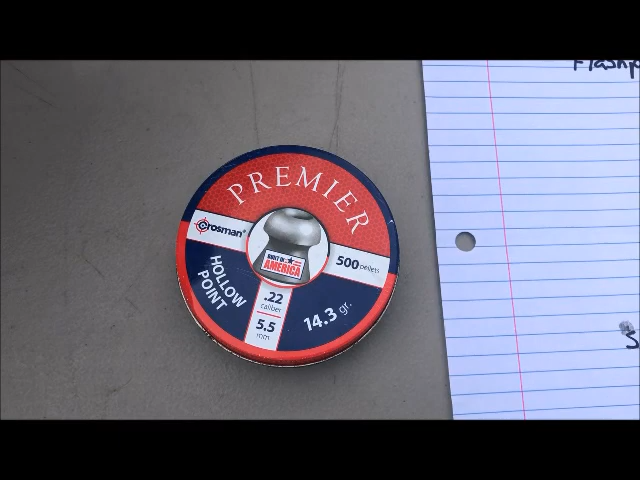 PREMIER
Crosman®
BUILT IN
AMERICA
500 pellets
HOLLOW
POINT
.22
caliber
5.5
mm
14.3 gr.